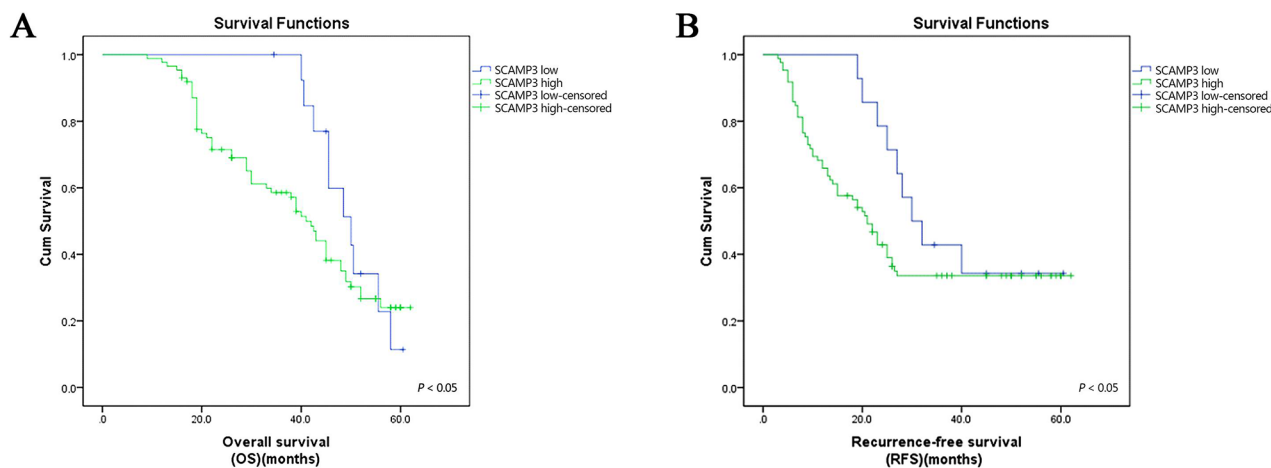 A
Survival Functions
1.0
0.8
0.6
0.4
0.2
0.0
Cum Survival
.0 20.0 40.0 60.0
Overall survival
(OS)(months)
P < 0.05
SCAMP3 low
SCAMP3 high
SCAMP3 low-censored
SCAMP3 high-censored
B
Survival Functions
1.0
0.8
0.6
0.4
0.2
0.0
Cum Survival
.0 20.0 40.0 60.0
Recurrence-free survival
(RFS)(months)
P < 0.05
SCAMP3 low
SCAMP3 high
SCAMP3 low-censored
SCAMP3 high-censored